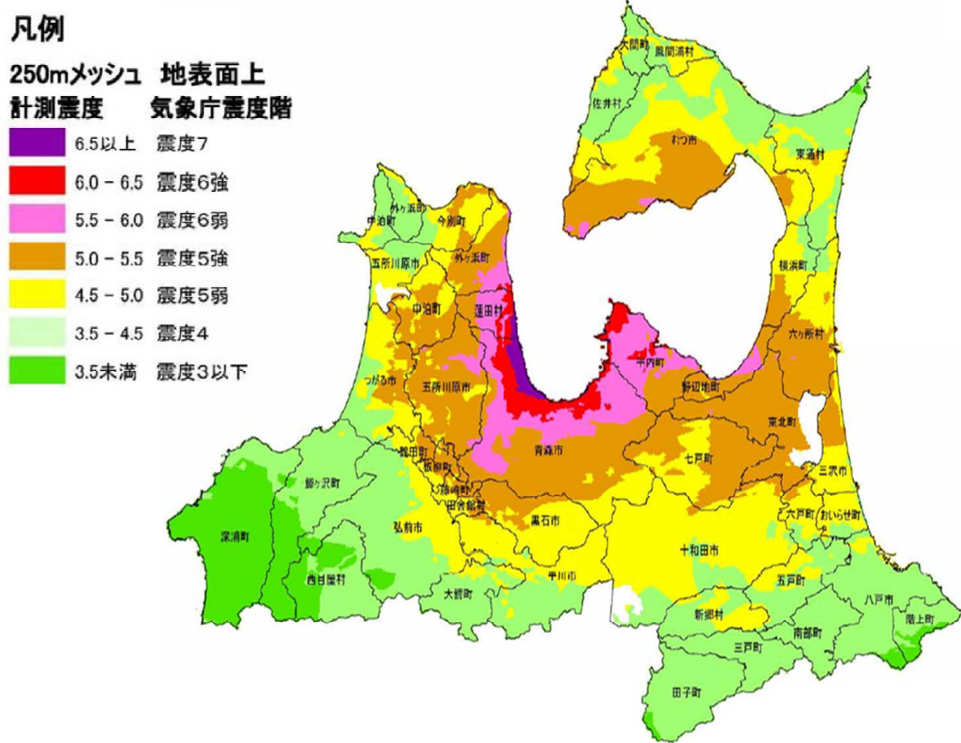 凡例
250mメッシュ 地表面上
計測震度 気象庁震度階
6.5以上 震度7
6.0 - 6.5 震度6強
5.5 - 6.0 震度6弱
5.0 - 5.5 震度5強
4.5 - 5.0 震度5弱
3.5 - 4.5 震度4
3.5未満 震度3以下
大間町
風間浦村
佐井村
むつ市
東通村
外ヶ浜町
中泊町
今別町
五所川原市
外ヶ浜町
横浜町
蓬田村
中泊町
六ヶ所村
平内町
つがる市
五所川原市
野辺地町
東北町
鶴田町
青森市
七戸町
板柳町
三沢市
鰺ヶ沢町
藤崎町
田舎館村
六戸町
おいらせ町
弘前市
黒石市
深浦町
十和田市
西目屋村
平川市
五戸町
大鰐町
八戸市
新郷村
階上町
南部町
三戸町
田子町